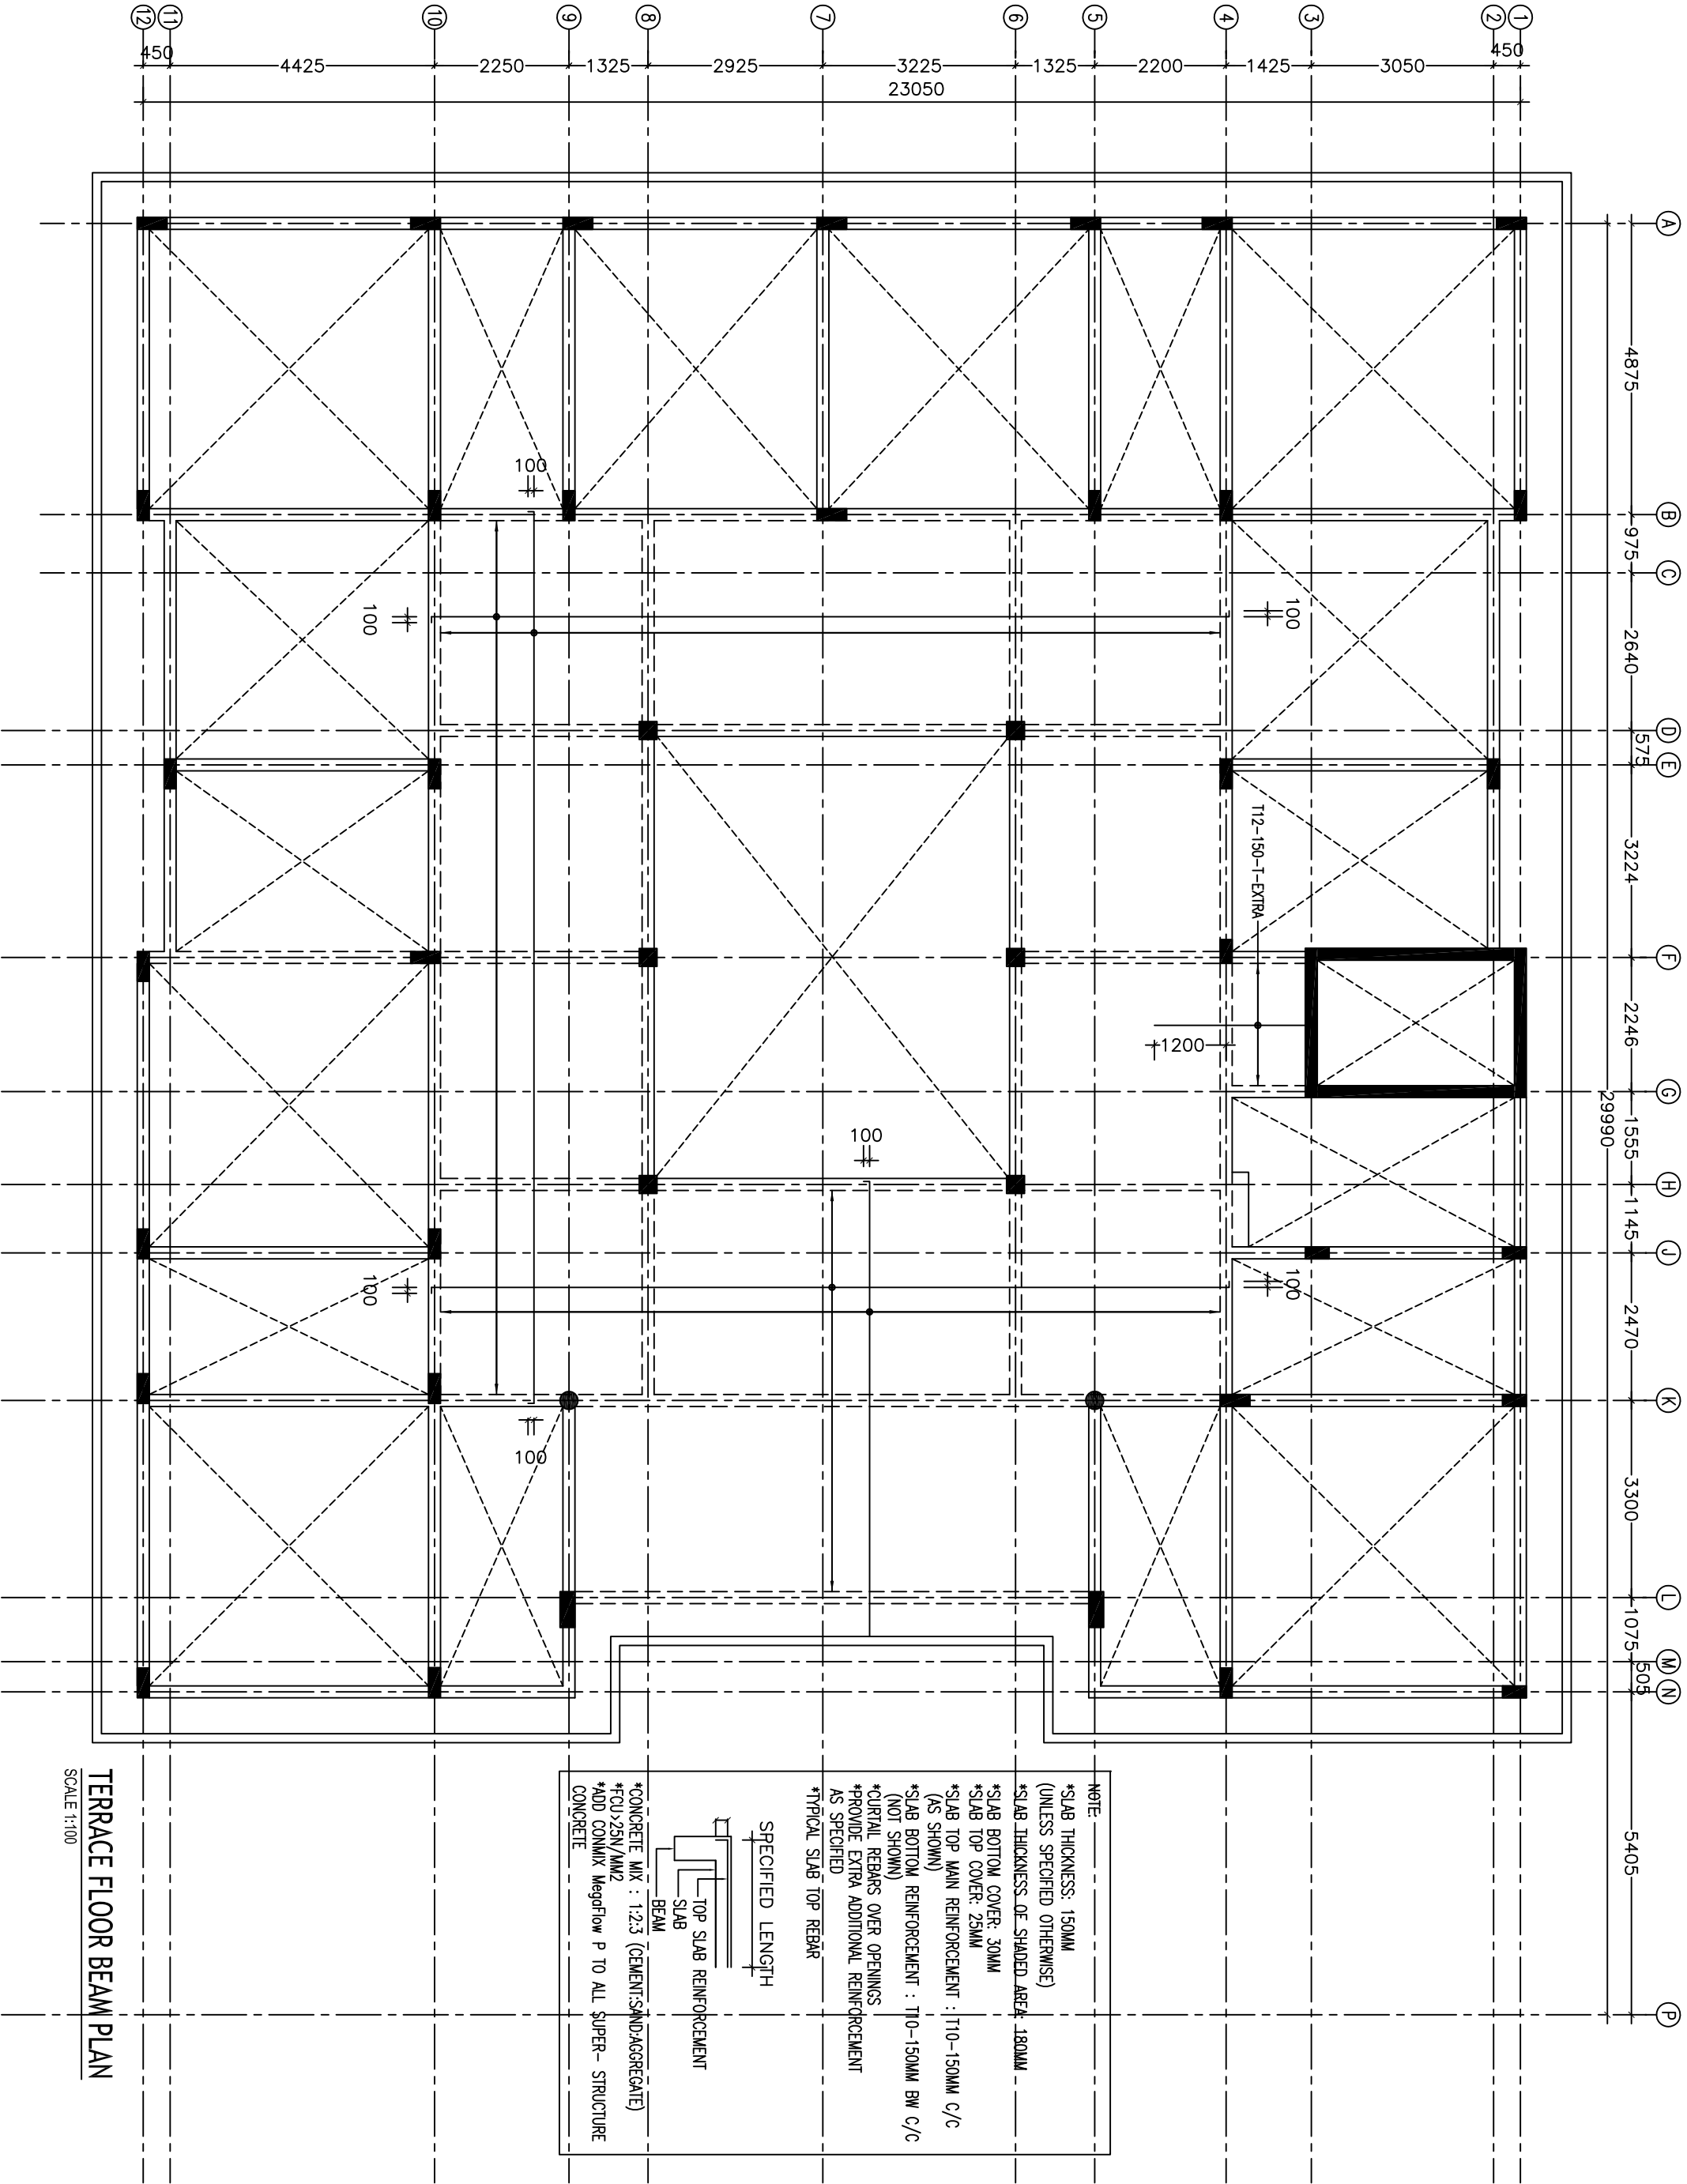 12
11
10
9
8
7
6
5
4
3
2
1
450
4425
2250
1325
2925
3225
1325
2200
1425
3050
450
23050
A
B
C
D
E
F
G
H
J
K
L
M
N
P
4875
975
2640
575
3224
2246
1555
1145
2470
3300
1075
505
5405
29990
100
100
100
T12-150-T-EXTRA
1200
100
100
100
100
NOTE:
*SLAB THICKNESS: 150MM
(UNLESS SPECIFIED OTHERWISE)
*SLAB THICKNESS OF SHADED AREA: 180MM
*SLAB BOTTOM COVER: 30MM
*SLAB TOP COVER: 25MM
*SLAB TOP MAIN REINFORCEMENT : T10-150MM C/C
(AS SHOWN)
*SLAB BOTTOM REINFORCEMENT : T10-150MM BW C/C
(NOT SHOWN)
*CURTAIL REBARS OVER OPENINGS
*PROVIDE EXTRA ADDITIONAL REINFORCEMENT
AS SPECIFIED
*TYPICAL SLAB TOP REBAR
SPECIFIED LENGTH
TOP SLAB REINFORCEMENT
SLAB
BEAM
*CONCRETE MIX : 1:2:3 (CEMENT:SAND:AGGREGATE)
*FCU>25N/MM2
*ADD CONMIX MegaFlow P TO ALL SUPER- STRUCTURE
CONCRETE
TERRACE FLOOR BEAM PLAN
SCALE 1:100